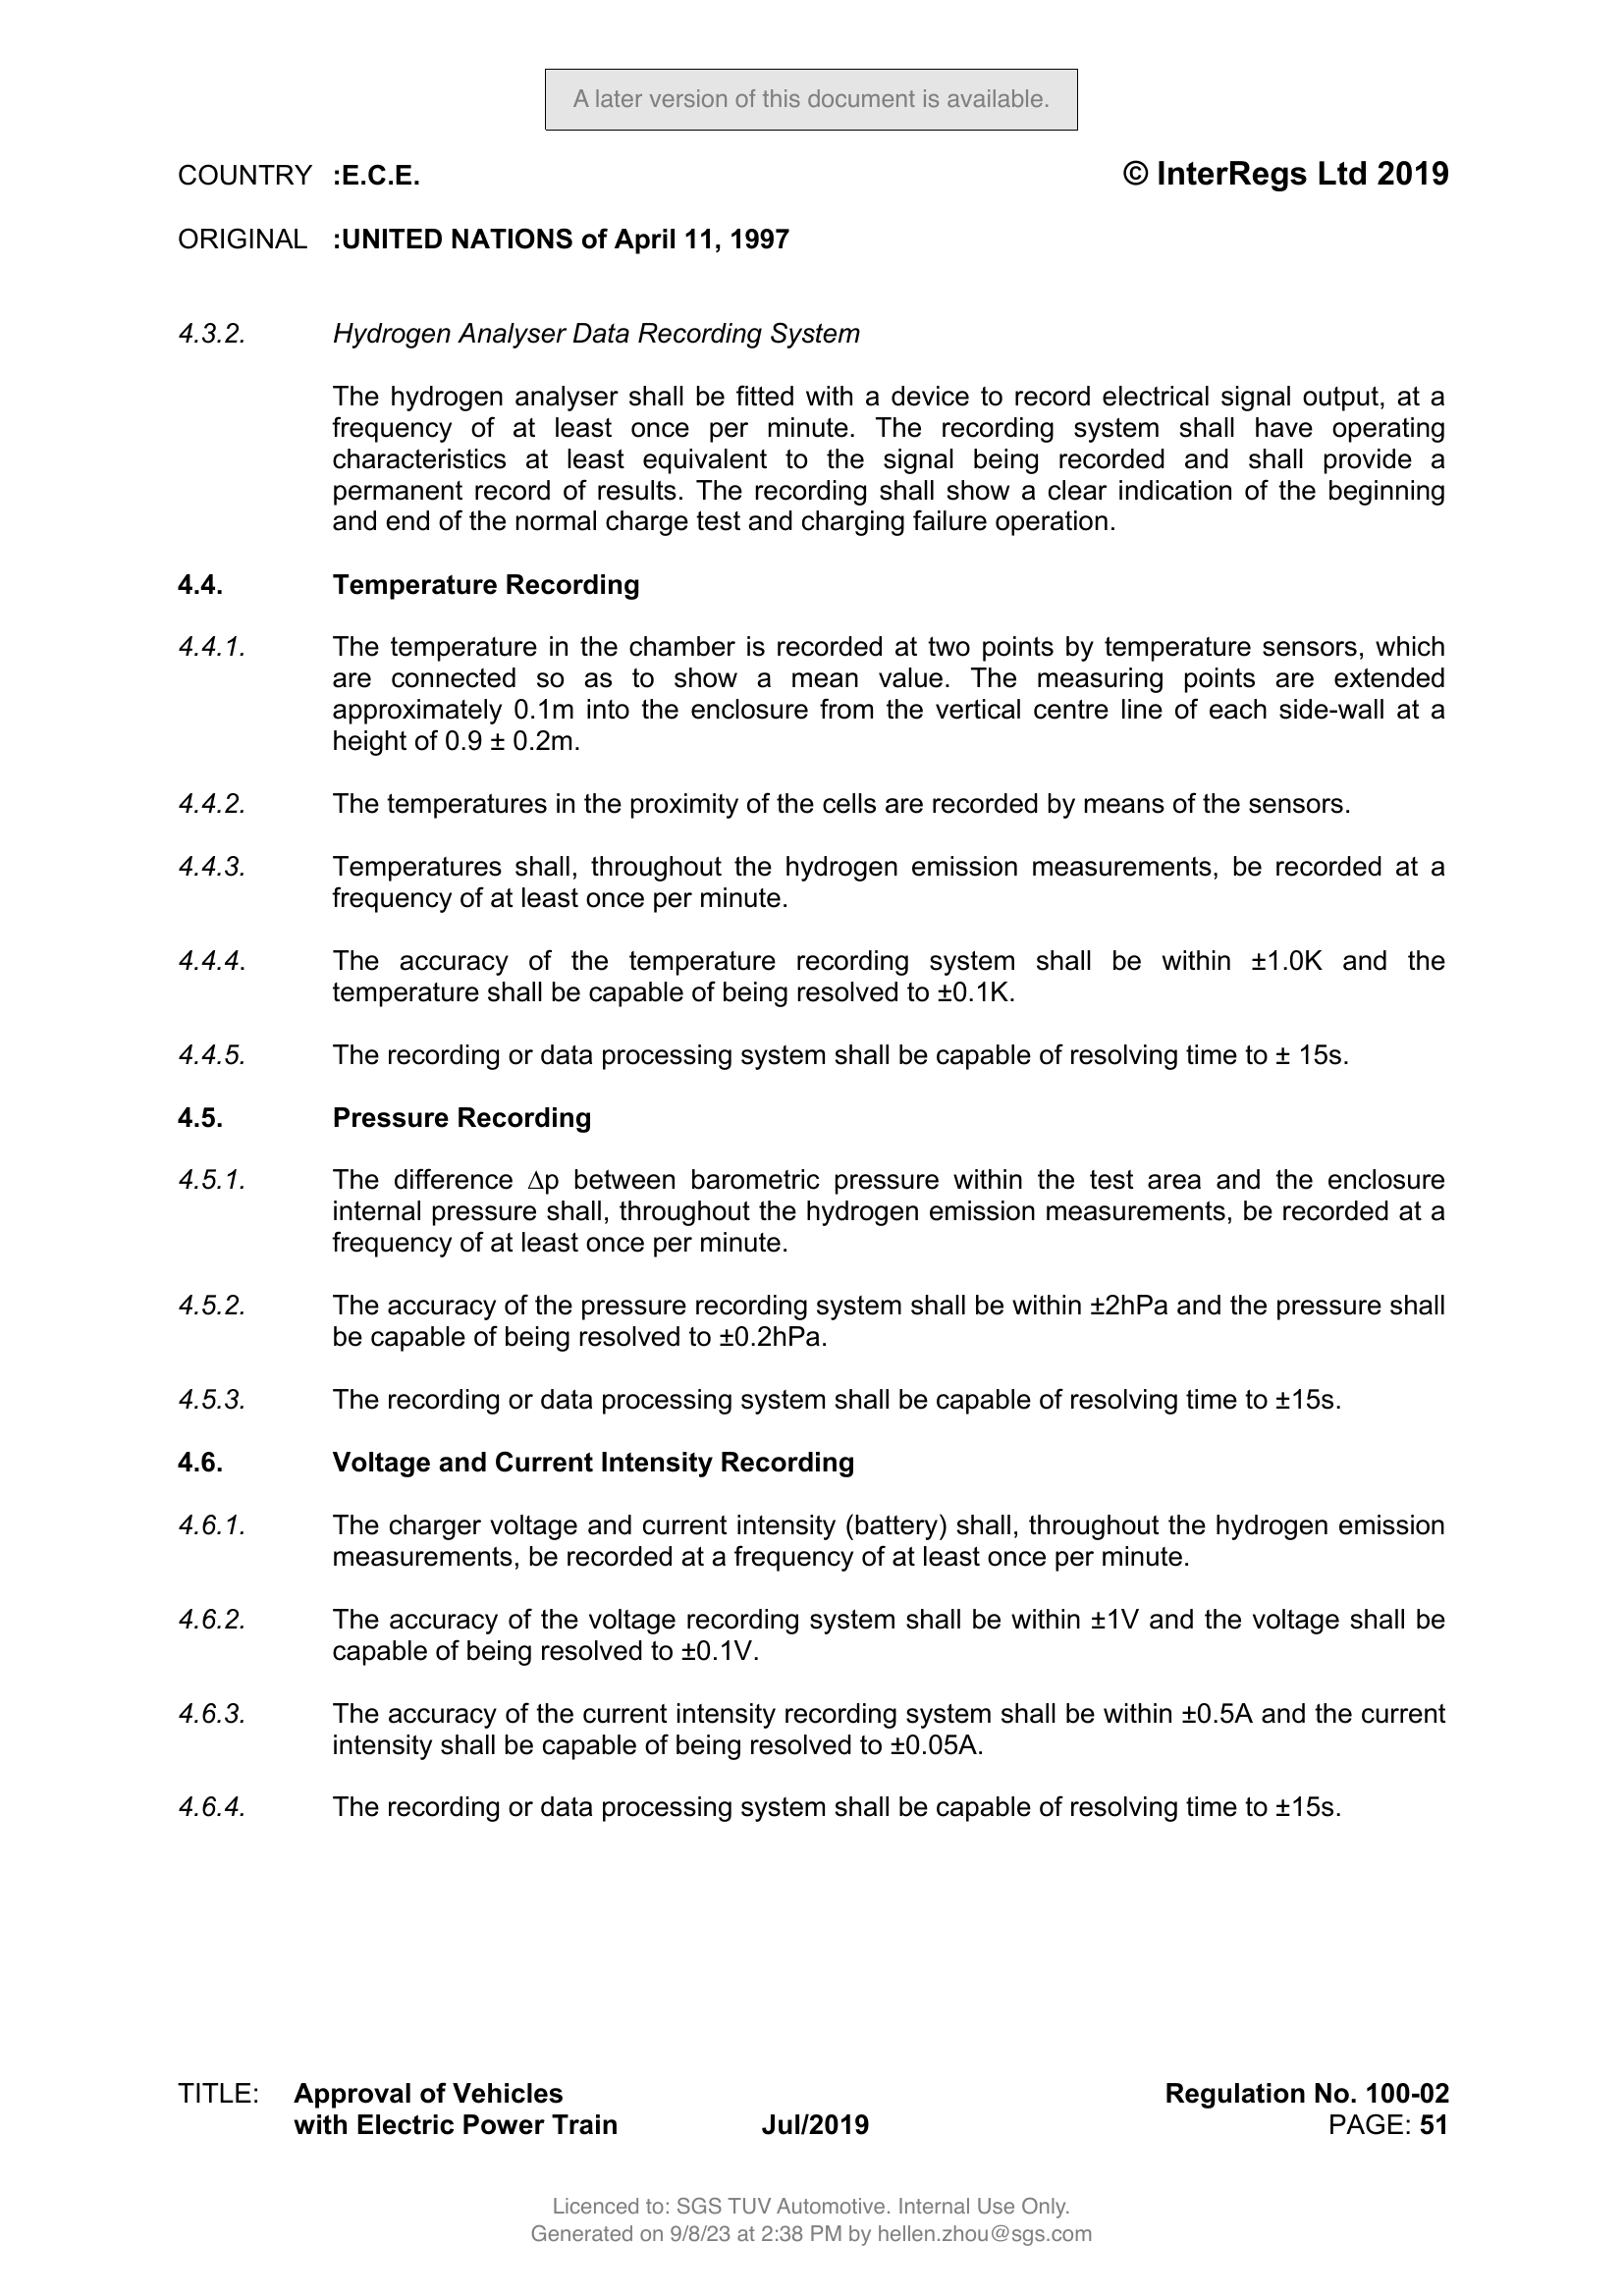 A later version of this document is available.
COUNTRY :E.C.E. © InterRegs Ltd 2019
ORIGINAL :UNITED NATIONS of April 11, 1997
4.3.2. Hydrogen Analyser Data Recording System
The hydrogen analyser shall be fitted with a device to record electrical signal output, at a
frequency of at least once per minute. The recording system shall have operating
characteristics at least equivalent to the signal being recorded and shall provide a
permanent record of results. The recording shall show a clear indication of the beginning
and end of the normal charge test and charging failure operation.
4.4. Temperature Recording
4.4.1. The temperature in the chamber is recorded at two points by temperature sensors, which
are connected so as to show a mean value. The measuring points are extended
approximately 0.1m into the enclosure from the vertical centre line of each side-wall at a
height of 0.9 ± 0.2m.
4.4.2. The temperatures in the proximity of the cells are recorded by means of the sensors.
4.4.3. Temperatures shall, throughout the hydrogen emission measurements, be recorded at a
frequency of at least once per minute.
4.4.4. The accuracy of the temperature recording system shall be within ±1.0K and the
temperature shall be capable of being resolved to ±0.1K.
4.4.5. The recording or data processing system shall be capable of resolving time to ± 15s.
4.5. Pressure Recording
4.5.1. The difference Δp between barometric pressure within the test area and the enclosure
internal pressure shall, throughout the hydrogen emission measurements, be recorded at a
frequency of at least once per minute.
4.5.2. The accuracy of the pressure recording system shall be within ±2hPa and the pressure shall
be capable of being resolved to ±0.2hPa.
4.5.3. The recording or data processing system shall be capable of resolving time to ±15s.
4.6. Voltage and Current Intensity Recording
4.6.1. The charger voltage and current intensity (battery) shall, throughout the hydrogen emission
measurements, be recorded at a frequency of at least once per minute.
4.6.2. The accuracy of the voltage recording system shall be within ±1V and the voltage shall be
capable of being resolved to ±0.1V.
4.6.3. The accuracy of the current intensity recording system shall be within ±0.5A and the current
intensity shall be capable of being resolved to ±0.05A.
4.6.4. The recording or data processing system shall be capable of resolving time to ±15s.
TITLE: Approval of Vehicles Regulation No. 100-02
with Electric Power Train Jul/2019 PAGE: 51
Licenced to: SGS TUV Automotive. Internal Use Only.
Generated on 9/8/23 at 2:38 PM by hellen.zhou@sgs.com